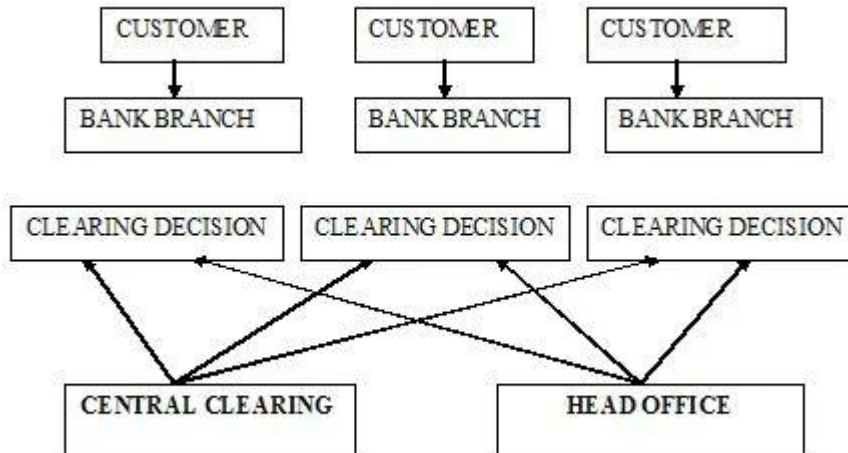 CUSTOMER CUSTOMER CUSTOMER
BANK BRANCH BANK BRANCH BANK BRANCH
CLEARING DECISION CLEARING DECISION CLEARING DECISION
CENTRAL CLEARING HEAD OFFICE